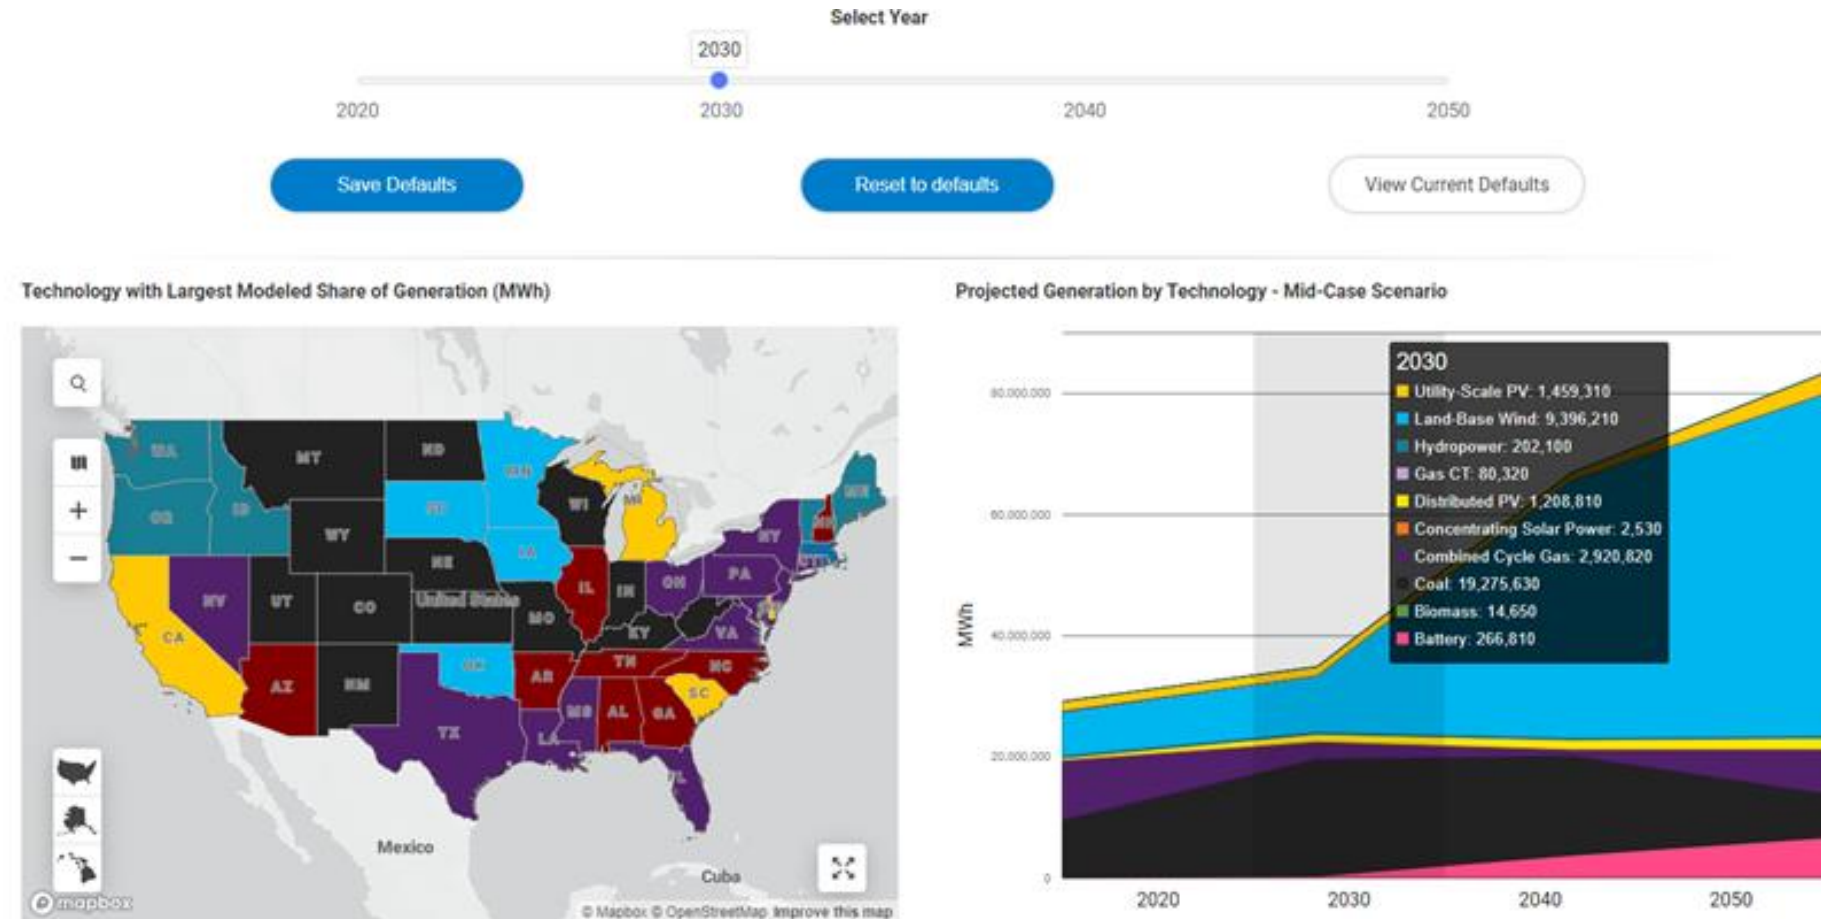 Select Year
2030
2020
2030
2040
2050
Save Defaults
Reset to defaults
View Current Defaults
Technology with Largest Modeled Share of Generation (MWh)
Projected Generation by Technology - Mid-Case Scenario
WA
MT
ND
MN
OR
ID
WY
WI
MI
ME
NY
NE
IA
IL
IN
OH
PA
NV
UT
CO
United States
MO
KY
VA
CA
AZ
NM
OK
AR
TN
NC
SC
MS
AL
GA
TX
LA
FL
Mexico
Cuba
mapbox
© Mapbox © OpenStreetMap Improve this map
MWh
80,000,000
60,000,000
40,000,000
20,000,000
0
2030
Utility-Scale PV: 1,459,310
Land-Base Wind: 9,396,210
Hydropower: 202,100
Gas CT: 80,320
Distributed PV: 1,208,810
Concentrating Solar Power: 2,530
Combined Cycle Gas: 2,920,820
Coal: 19,275,630
Biomass: 14,650
Battery: 266,810
2020
2030
2040
2050